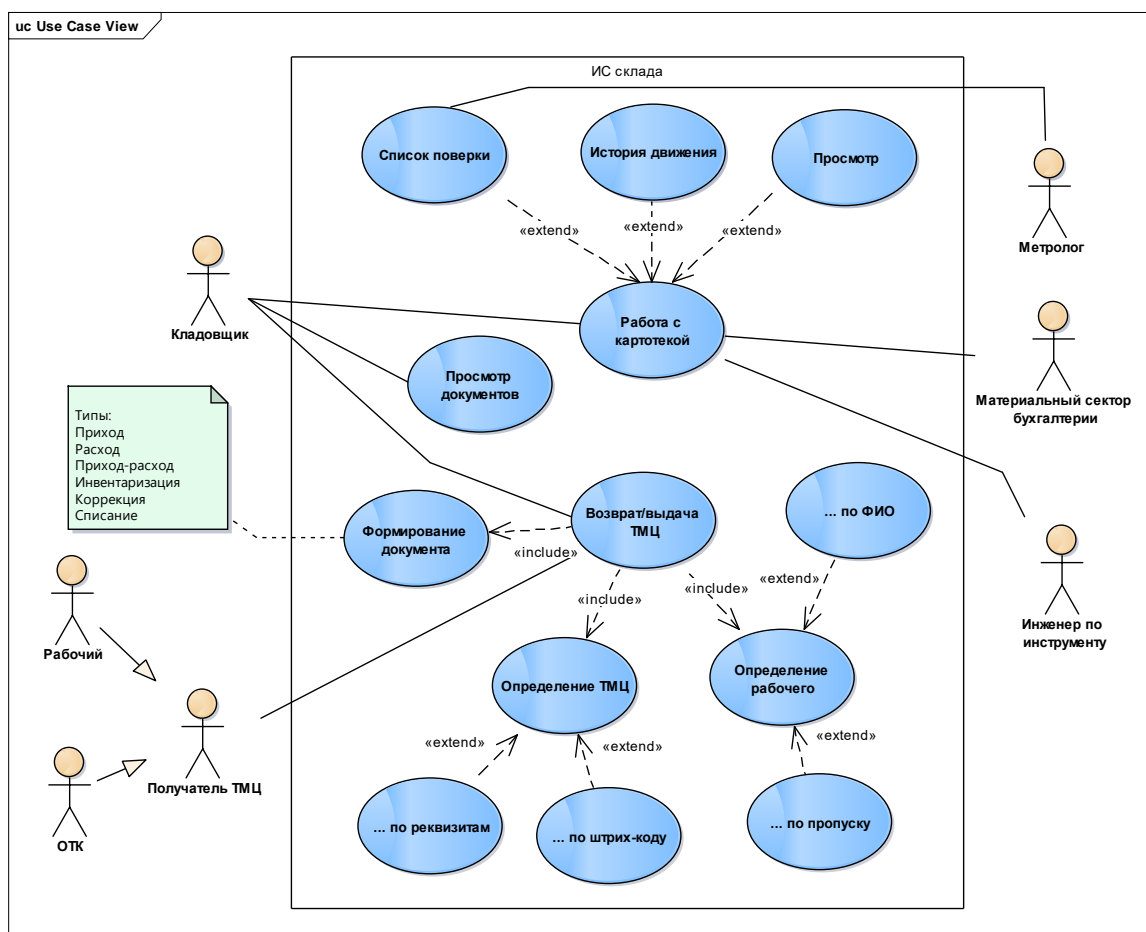 uc Use Case View
ИС склада
Список поверки
История движения
Просмотр
«extend»
«extend»
«extend»
Метролог
Кладовщик
Работа с
картотекой
Просмотр
документов
Материальный сектор
бухгалтерии
Типы:
Приход
Расход
Приход-расход
Инвентаризация
Коррекция
Списание
Формирование
документа
«include»
Возврат/выдача
ТМЦ
... по ФИО
«include»
«include»
«extend»
Инженер по
инструменту
Рабочий
Определение ТМЦ
Определение
рабочего
Получатель ТМЦ
ОТК
«extend»
«extend»
«extend»
... по реквизитам
... по штрих-коду
... по пропуску